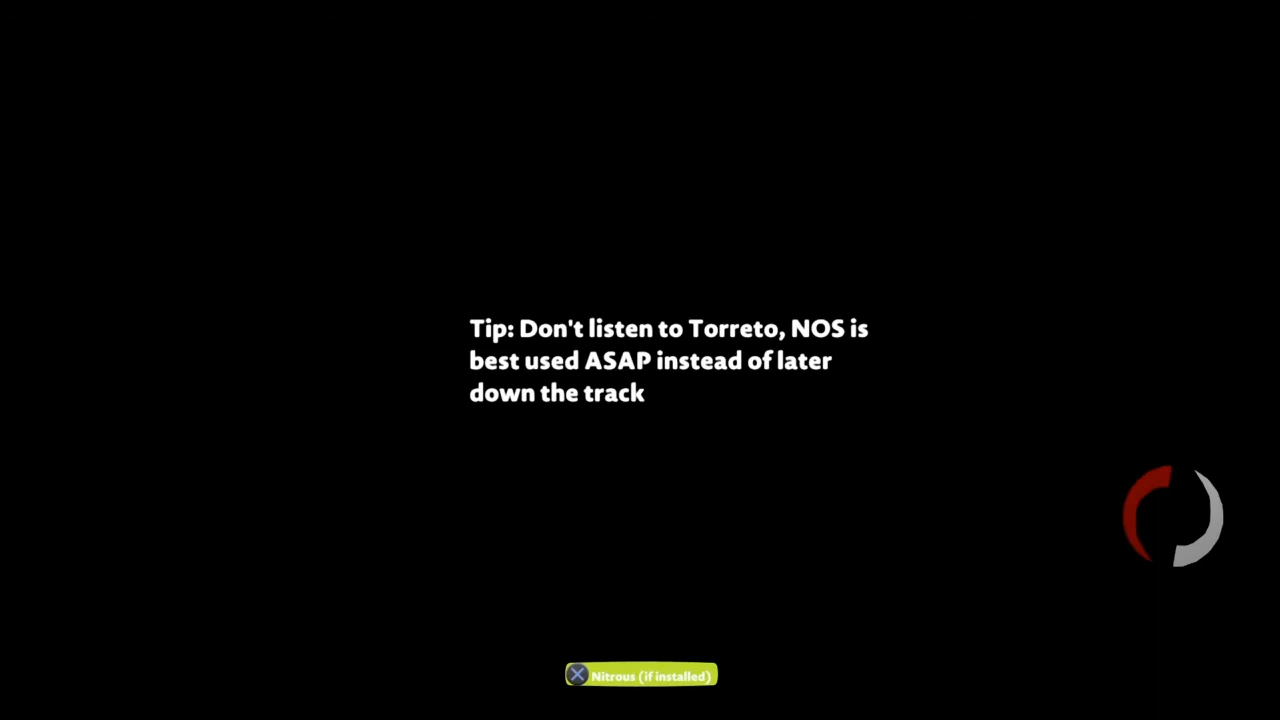 Tip: Don't listen to Torreto, NOS is
best used ASAP instead of later
down the track
Nitrous (if installed)